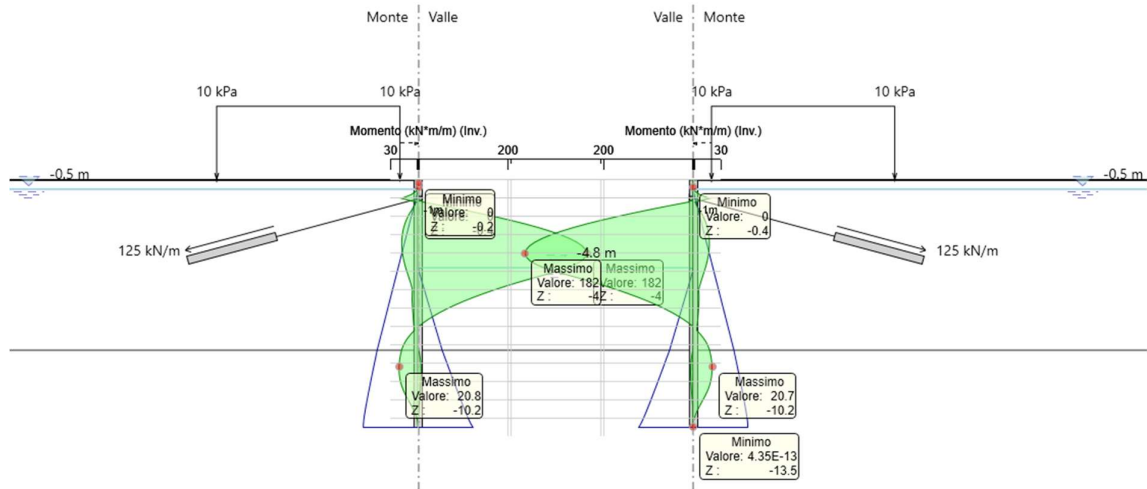 Monte Valle
Valle Monte
10 kPa 10 kPa
10 kPa 10 kPa
Momento (kN*m/m) (Inv.)
Momento (kN*m/m) (Inv.)
30 200 200 30
-0.5 m
-0.5 m
Minimo
Valore: 0
Z : -0.2
-1m
Minimo
Valore: 0
Z : -0.4
125 kN/m
125 kN/m
-4.8 m
Massimo
Valore: 182
Z : -4
Massimo
Valore: 182
Z : -4
Massimo
Valore: 20.8
Z : -10.2
Massimo
Valore: 20.7
Z : -10.2
Minimo
Valore: 4.35E-13
Z : -13.5